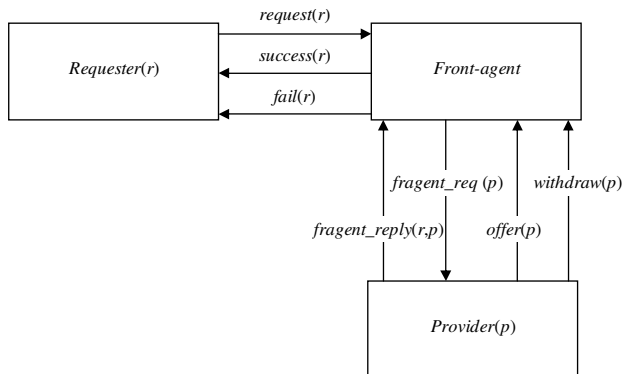 request(r)
success(r)
Requester(r)
Front-agent
fail(r)
fragent_req (p)
withdraw(p)
fragent_reply(r,p)
offer(p)
Provider(p)